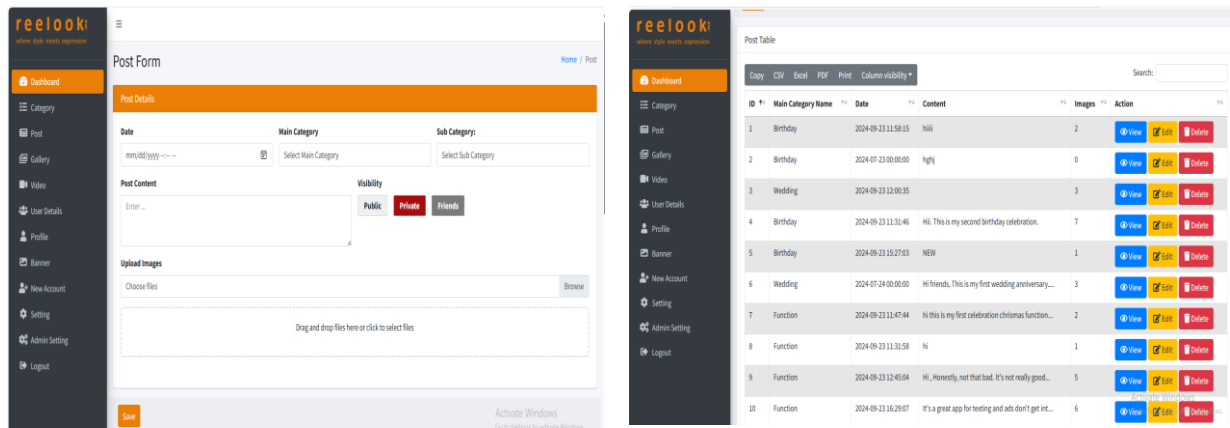 reelook
where style meets expression
Dashboard
Category
Post
Gallery
Video
User Details
Profile
Banner
New Account
Setting
Admin Setting
Logout
Post Form
Home / Post
Post Details
Date
Main Category
Sub Category:
mm/dd/yyyy --:-- --
Select Main Category
Select Sub Category
Post Content
Visibility
Enter ...
Public Private Friends
Upload Images
Choose files
Browse
Drag and drop files here or click to select files
Save
Activate Windows
Go to Settings to activate Windows.
reelook
where style meets expression
Dashboard
Category
Post
Gallery
Video
User Details
Profile
Banner
New Account
Setting
Admin Setting
Logout
Post Table
Copy CSV Excel PDF Print Column visibility
Search:
ID Main Category Name Date Content Images Action
1 Birthday 2024-09-23 11:58:15 hiiii 2 View Edit Delete
2 Birthday 2024-07-23 00:00:00 hghj 0 View Edit Delete
3 Wedding 2024-09-23 12:00:35 3 View Edit Delete
4 Birthday 2024-09-23 11:31:46 Hii. This is my second birthday celebration. 7 View Edit Delete
5 Birthday 2024-09-23 15:27:03 NEW 1 View Edit Delete
6 Wedding 2024-07-24 00:00:00 Hi friends, This is my first wedding anniversary.... 3 View Edit Delete
7 Function 2024-09-23 11:47:44 hi this is my first celebration chrismas function... 2 View Edit Delete
8 Function 2024-09-23 11:31:58 hi 1 View Edit Delete
9 Function 2024-09-23 12:45:04 Hi , Honestly, not that bad. It's not really good... 5 View Edit Delete
10 Function 2024-09-23 16:29:07 It's a great app for texting and ads don't get int... 6 View Edit Delete
Activate Windows